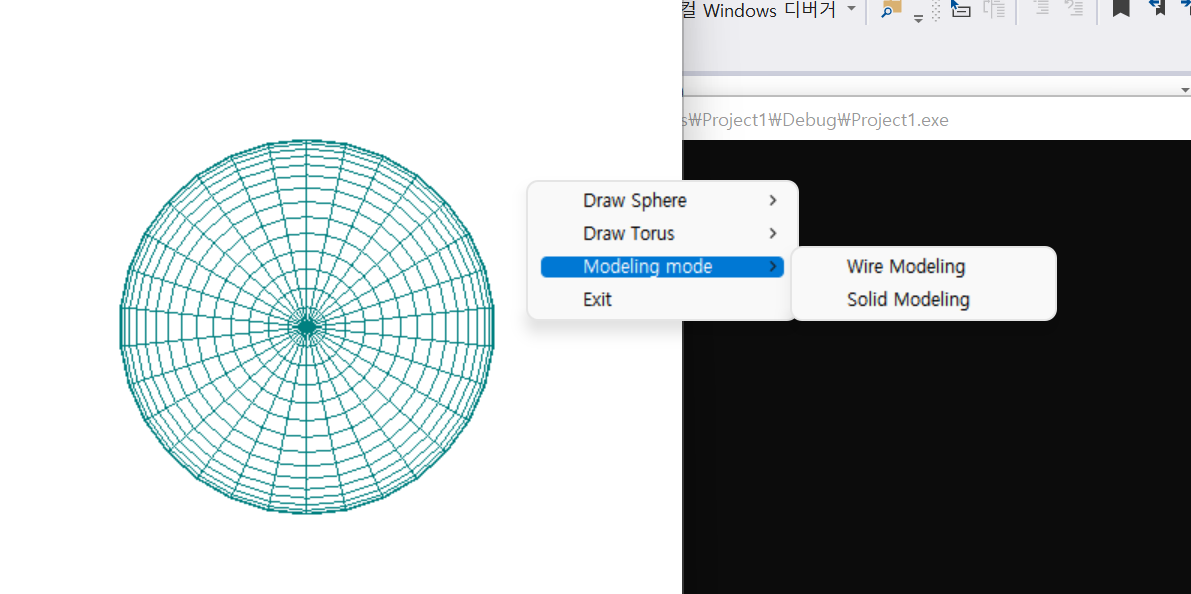 컬 Windows 디버거
s₩Project1₩Debug₩Project1.exe
Draw Sphere
Draw Torus
Modeling mode
Exit
Wire Modeling
Solid Modeling